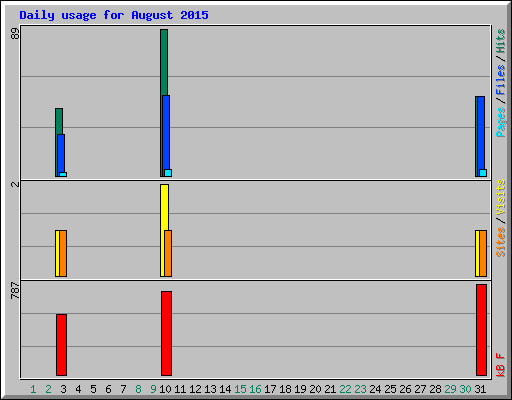 Daily usage for August 2015
89
2
787
Pages/Files/Hits
Sites/Visits
kB F
1 2 3 4 5 6 7 8 9 10 11 12 13 14 15 16 17 18 19 20 21 22 23 24 25 26 27 28 29 30 31